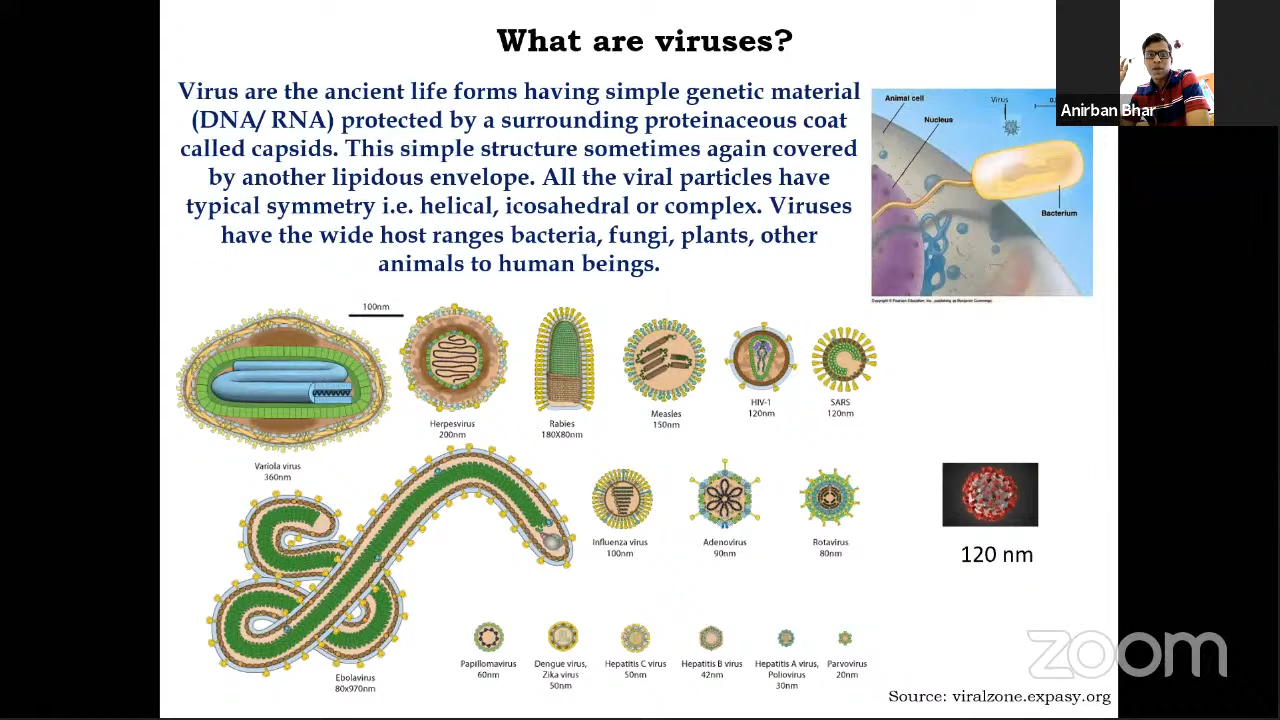 What are viruses?
Virus are the ancient life forms having simple genetic material
(DNA/ RNA) protected by a surrounding proteinaceous coat
called capsids. This simple structure sometimes again covered
by another lipidous envelope. All the viral particles have
typical symmetry i.e. helical, icosahedral or complex. Viruses
have the wide host ranges bacteria, fungi, plants, other
animals to human beings.
Anirban Bhar
Animal cell
Virus
Nucleus
Bacterium
100nm
Variola virus
360nm
Herpesvirus
200nm
Rabies
180X80nm
Measles
150nm
HIV-1
120nm
SARS
120nm
Ebolavirus
80x970nm
Influenza virus
100nm
Adenovirus
90nm
Rotavirus
80nm
120 nm
Papillomavirus
60nm
Dengue virus,
Zika virus
50nm
Hepatitis C virus
50nm
Hepatitis B virus
42nm
Hepatitis A virus,
Poliovirus
30nm
Parvovirus
20nm
zoom
Source: viralzone.expasy.org